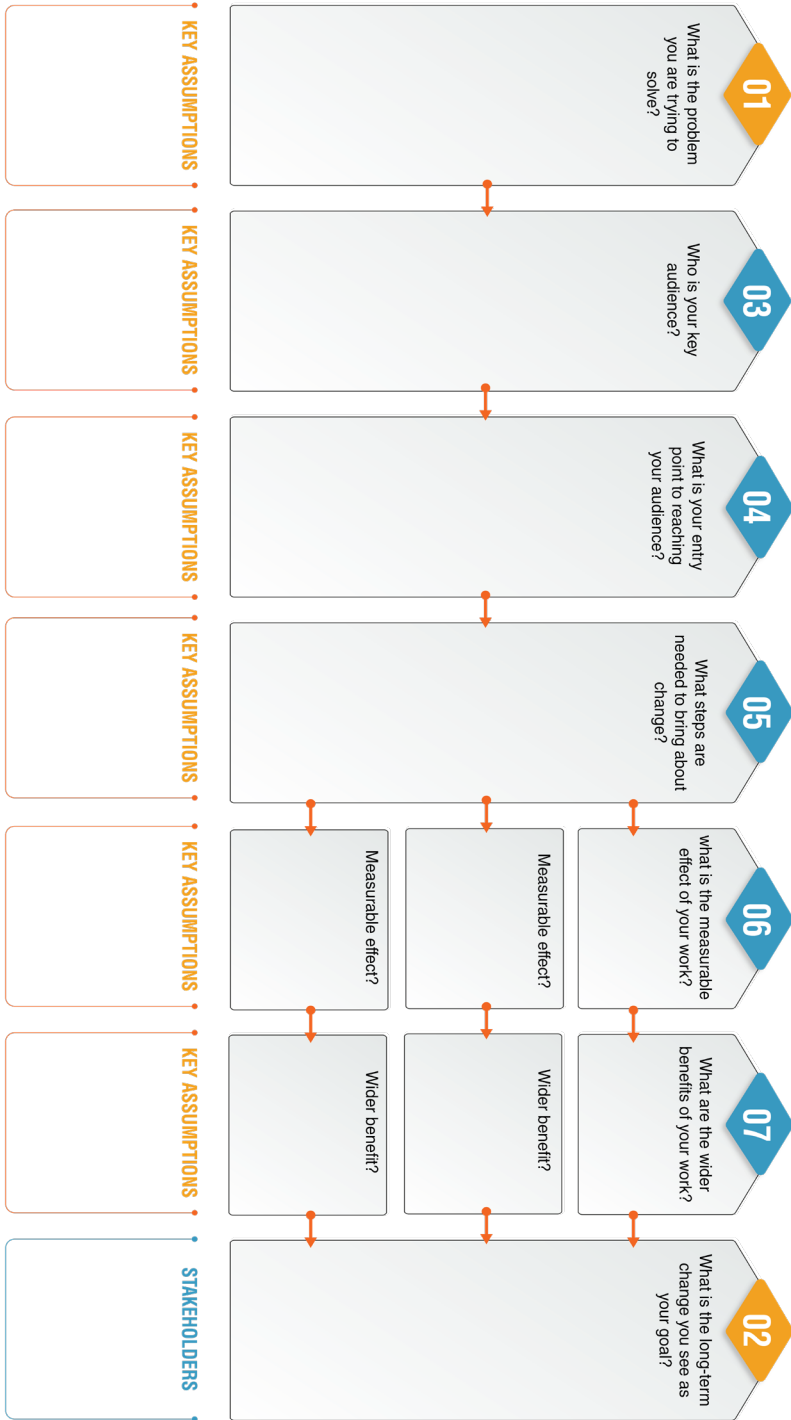 01
What is the problem
you are trying to
solve?
KEY ASSUMPTIONS
03
Who is your key
audience?
KEY ASSUMPTIONS
04
What is your entry
point to reaching
your audience?
KEY ASSUMPTIONS
05
What steps are
needed to bring about
change?
KEY ASSUMPTIONS
06
what is the measurable
effect of your work?
Measurable effect?
Measurable effect?
KEY ASSUMPTIONS
07
What are the wider
benefits of your work?
Wider benefit?
Wider benefit?
KEY ASSUMPTIONS
02
What is the long-term
change you see as
your goal?
STAKEHOLDERS